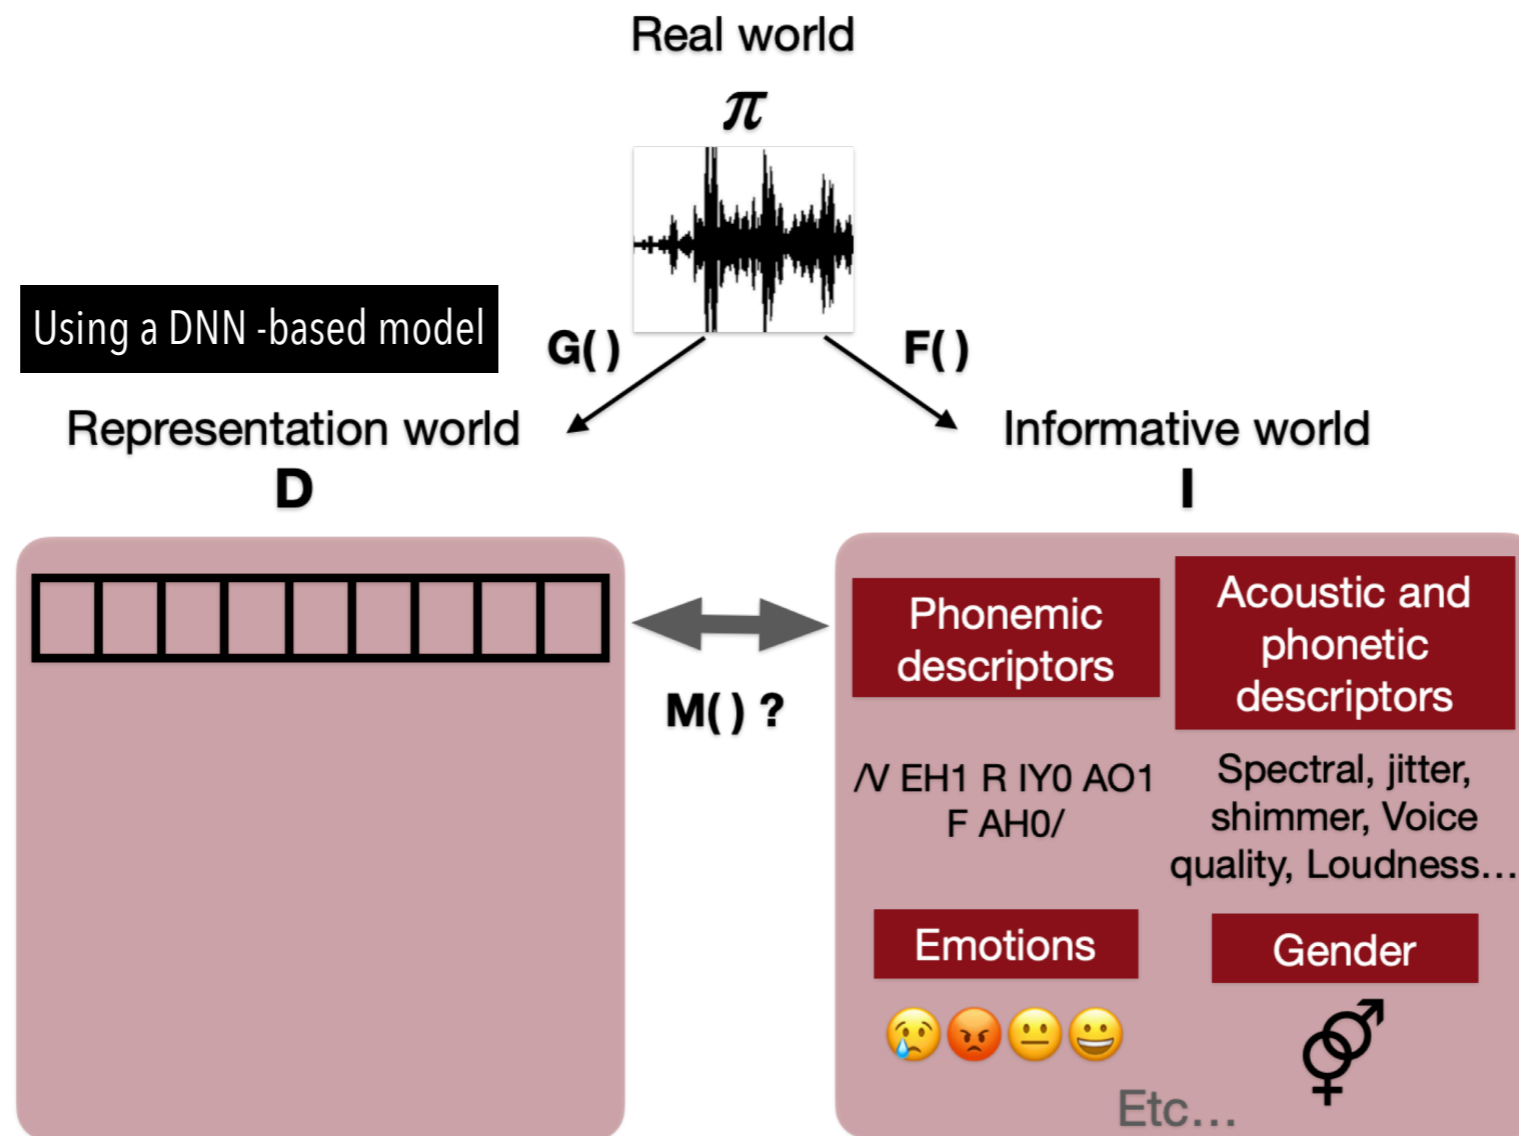 Real world
π
Using a DNN -based model
G( )
F( )
Representation world
D
Informative world
I
M( ) ?
Phonemic
descriptors
/V EH1 R IY0 AO1
F AH0/
Acoustic and
phonetic
descriptors
Spectral, jitter,
shimmer, Voice
quality, Loudness…
Emotions
Gender
Etc…